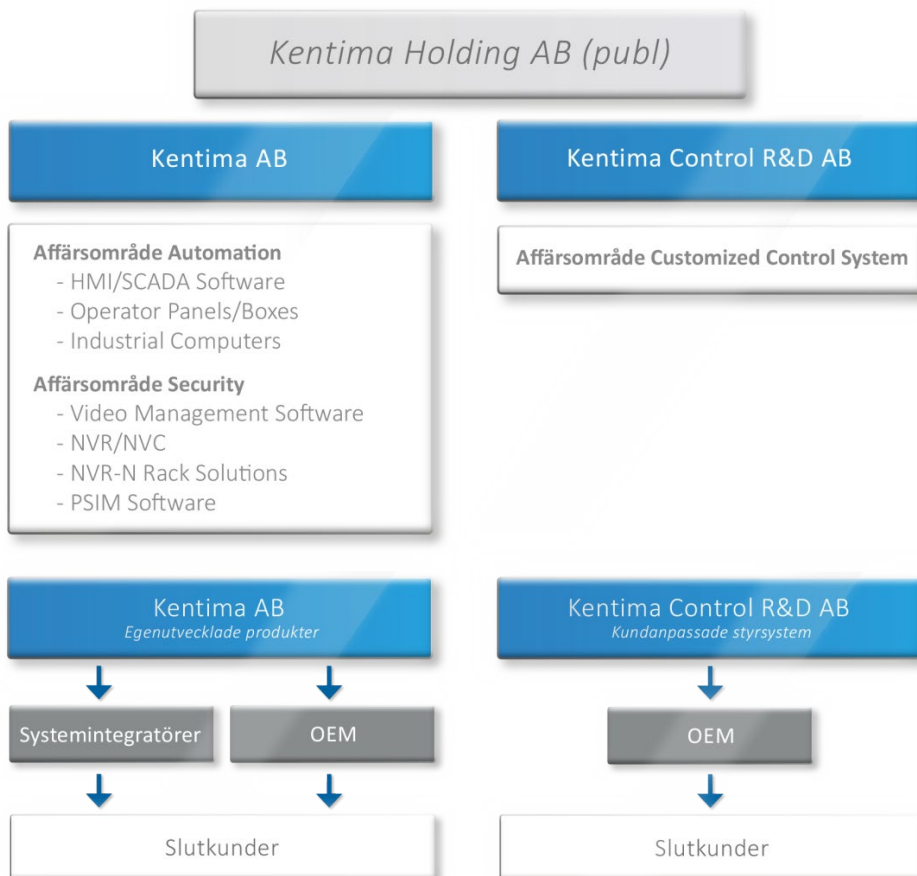 Kentima Holding AB (publ)
Kentima AB
Affärsområde Automation
- HMI/SCADA Software
- Operator Panels/Boxes
- Industrial Computers
Affärsområde Security
- Video Management Software
- NVR/NVC
- NVR-N Rack Solutions
- PSIM Software
Kentima Control R&D AB
Affärsområde Customized Control System
Kentima AB
Egenutvecklade produkter
Systemintegratörer
OEM
Slutkunder
Kentima Control R&D AB
Kundanpassade styrsystem
OEM
Slutkunder